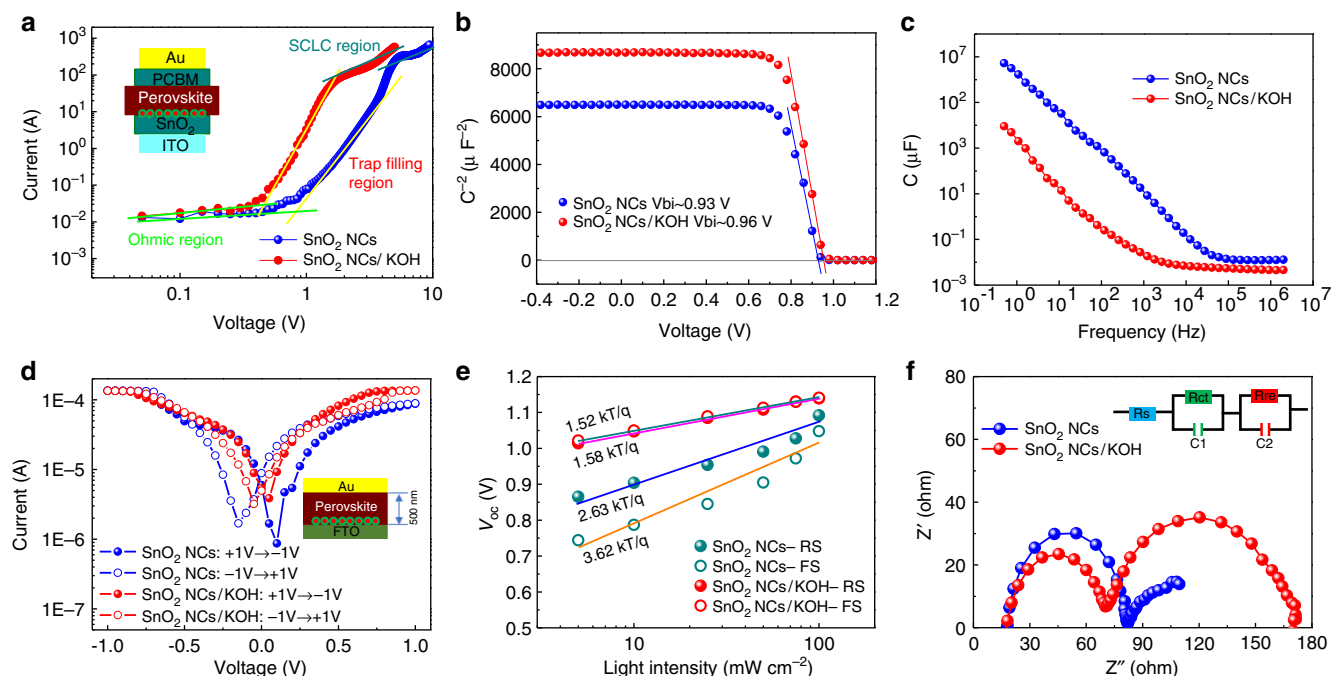 a
10³
10²
10¹
10⁰
10⁻¹
10⁻²
10⁻³
Current (A)
0.1
1
10
Voltage (V)
Au
PCBM
Perovskite
SnO₂
ITO
SCLC region
Trap filling
region
Ohmic region
SnO₂ NCs
SnO₂ NCs/ KOH
b
8000
6000
4000
2000
0
C⁻² (μ F⁻²)
SnO₂ NCs Vbi~0.93 V
SnO₂ NCs/KOH Vbi~0.96 V
-0.4 -0.2 0.0 0.2 0.4 0.6 0.8 1.0 1.2
Voltage (V)
c
10⁷
10⁴
10¹
10⁻¹
10⁻²
10⁻³
C (μF)
SnO₂ NCs
SnO₂ NCs/KOH
10⁻¹ 10⁰ 10¹ 10² 10³ 10⁴ 10⁵ 10⁶ 10⁷
Frequency (Hz)
d
1E−4
1E−5
1E−6
1E−7
Current (A)
Au
Perovskite
FTO
500 nm
SnO₂ NCs: +1V→−1V
SnO₂ NCs: −1V→+1V
SnO₂ NCs/KOH: +1V→−1V
SnO₂ NCs/KOH: −1V→+1V
-1.0 -0.5 0.0 0.5 1.0
Voltage (V)
e
1.2
1.1
1.0
0.9
0.8
0.7
0.6
0.5
V_oc (V)
1.52 kT/q
1.58 kT/q
2.63 kT/q
3.62 kT/q
SnO₂ NCs– RS
SnO₂ NCs– FS
SnO₂ NCs/KOH– RS
SnO₂ NCs/KOH– FS
10 100
Light intensity (mW cm⁻²)
f
80
60
40
20
0
Z′ (ohm)
Rs
Rct
Rre
C1
C2
SnO₂ NCs
SnO₂ NCs/KOH
0 30 60 90 120 150 180
Z″ (ohm)